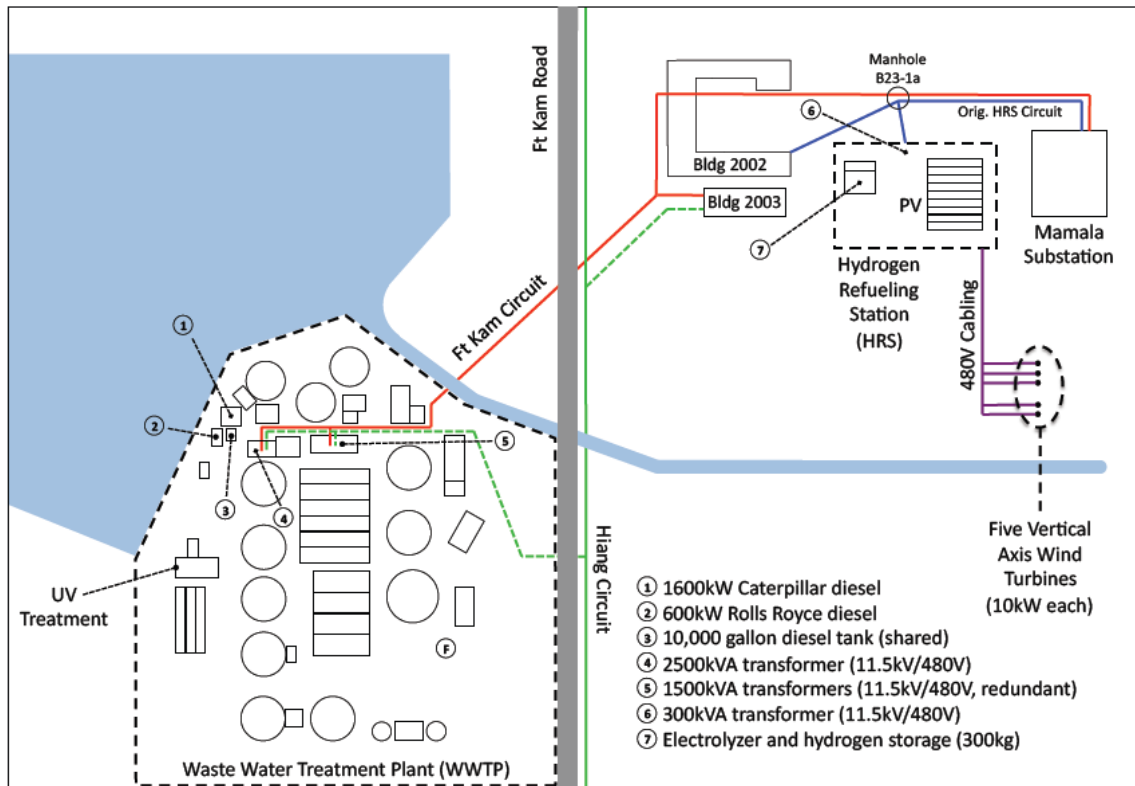 Ft Kam Road
Manhole
B23-1a
⑥
Orig. HRS Circuit
Bldg 2002
Bldg 2003
PV
⑦
Mamala
Substation
Hydrogen
Refueling
Station
(HRS)
480V Cabling
Ft Kam Circuit
①
②
③
④
⑤
UV
Treatment
F
Hiang Circuit
Five Vertical
Axis Wind
Turbines
(10kW each)
① 1600kW Caterpillar diesel
② 600kW Rolls Royce diesel
③ 10,000 gallon diesel tank (shared)
④ 2500kVA transformer (11.5kV/480V)
⑤ 1500kVA transformers (11.5kV/480V, redundant)
⑥ 300kVA transformer (11.5kV/480V)
⑦ Electrolyzer and hydrogen storage (300kg)
Waste Water Treatment Plant (WWTP)